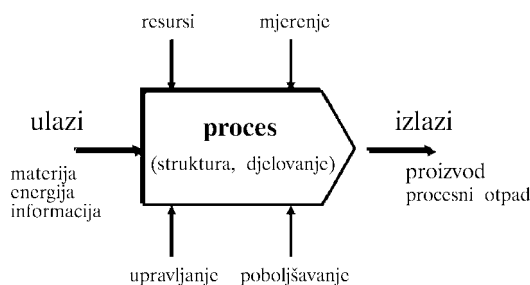 resursi mjerenje
ulazi
proces
izlazi
(struktura, djelovanje)
materija
energija
informacija
proizvod
procesni otpad
upravljanje poboljšavanje